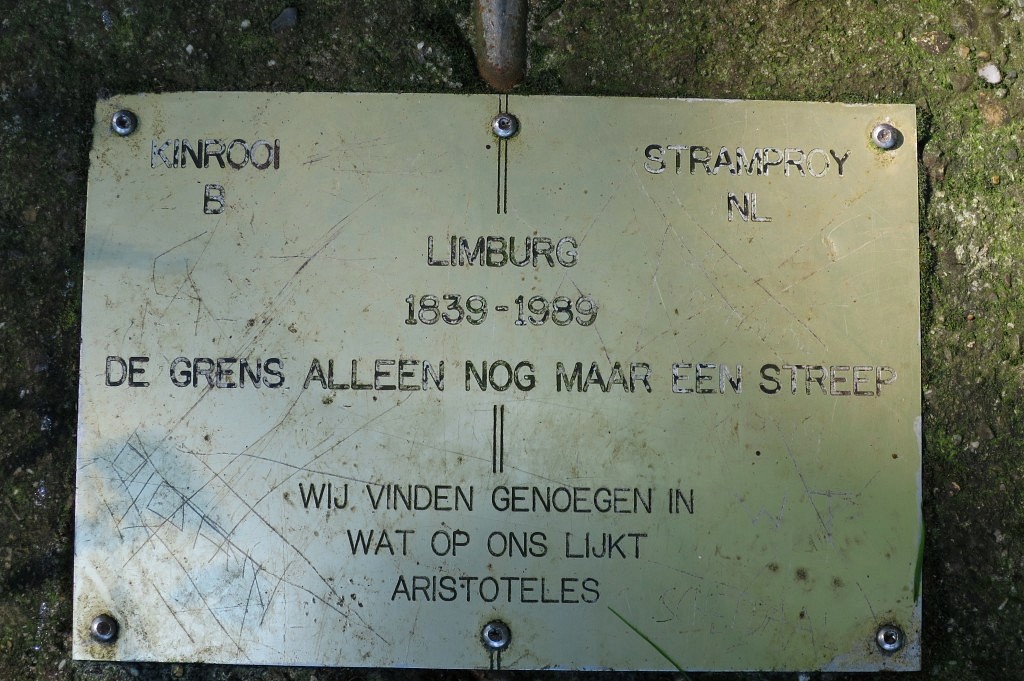 KINROOI STRAMPROY
B NL
LIMBURG
1839-1989
DE GRENS ALLEEN NOG MAAR EEN STREEP
WIJ VINDEN GENOEGEN IN
WAT OP ONS LIJKT
ARISTOTELES